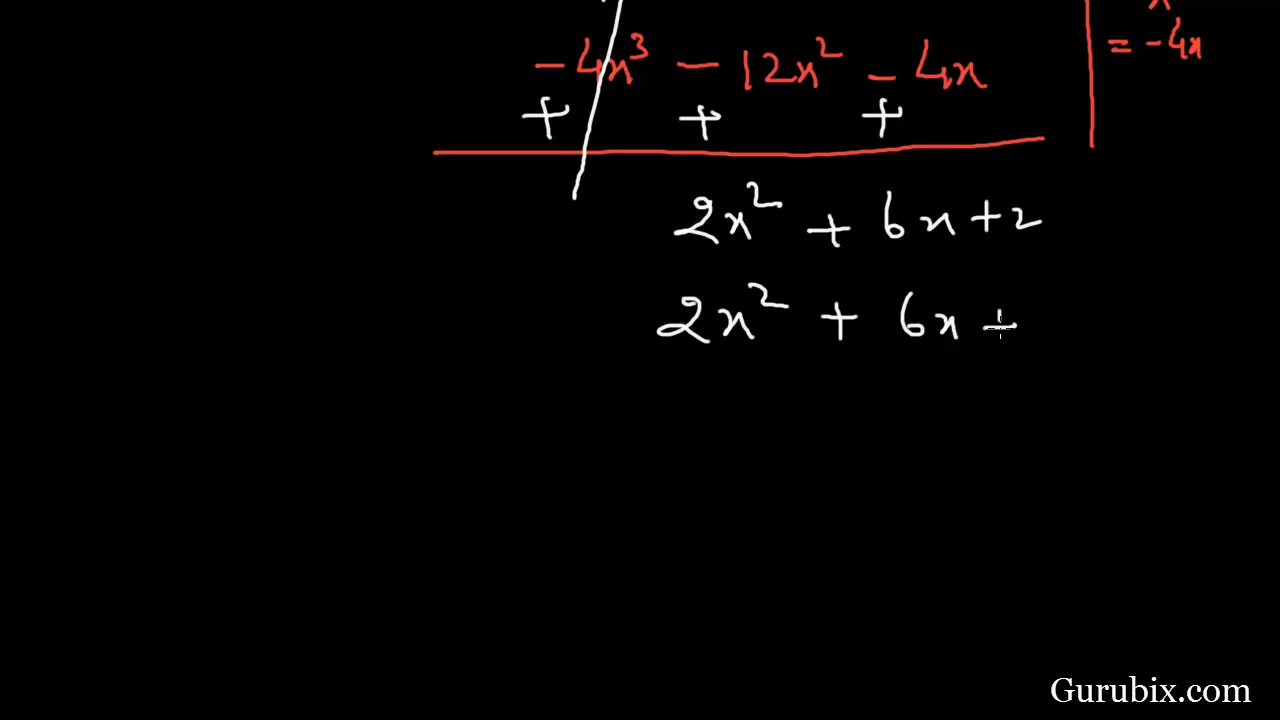 = -4x
-4x³ - 12x² - 4x
+ + +
2x² + 6x + 2
2x² + 6x +
Gurubix.com